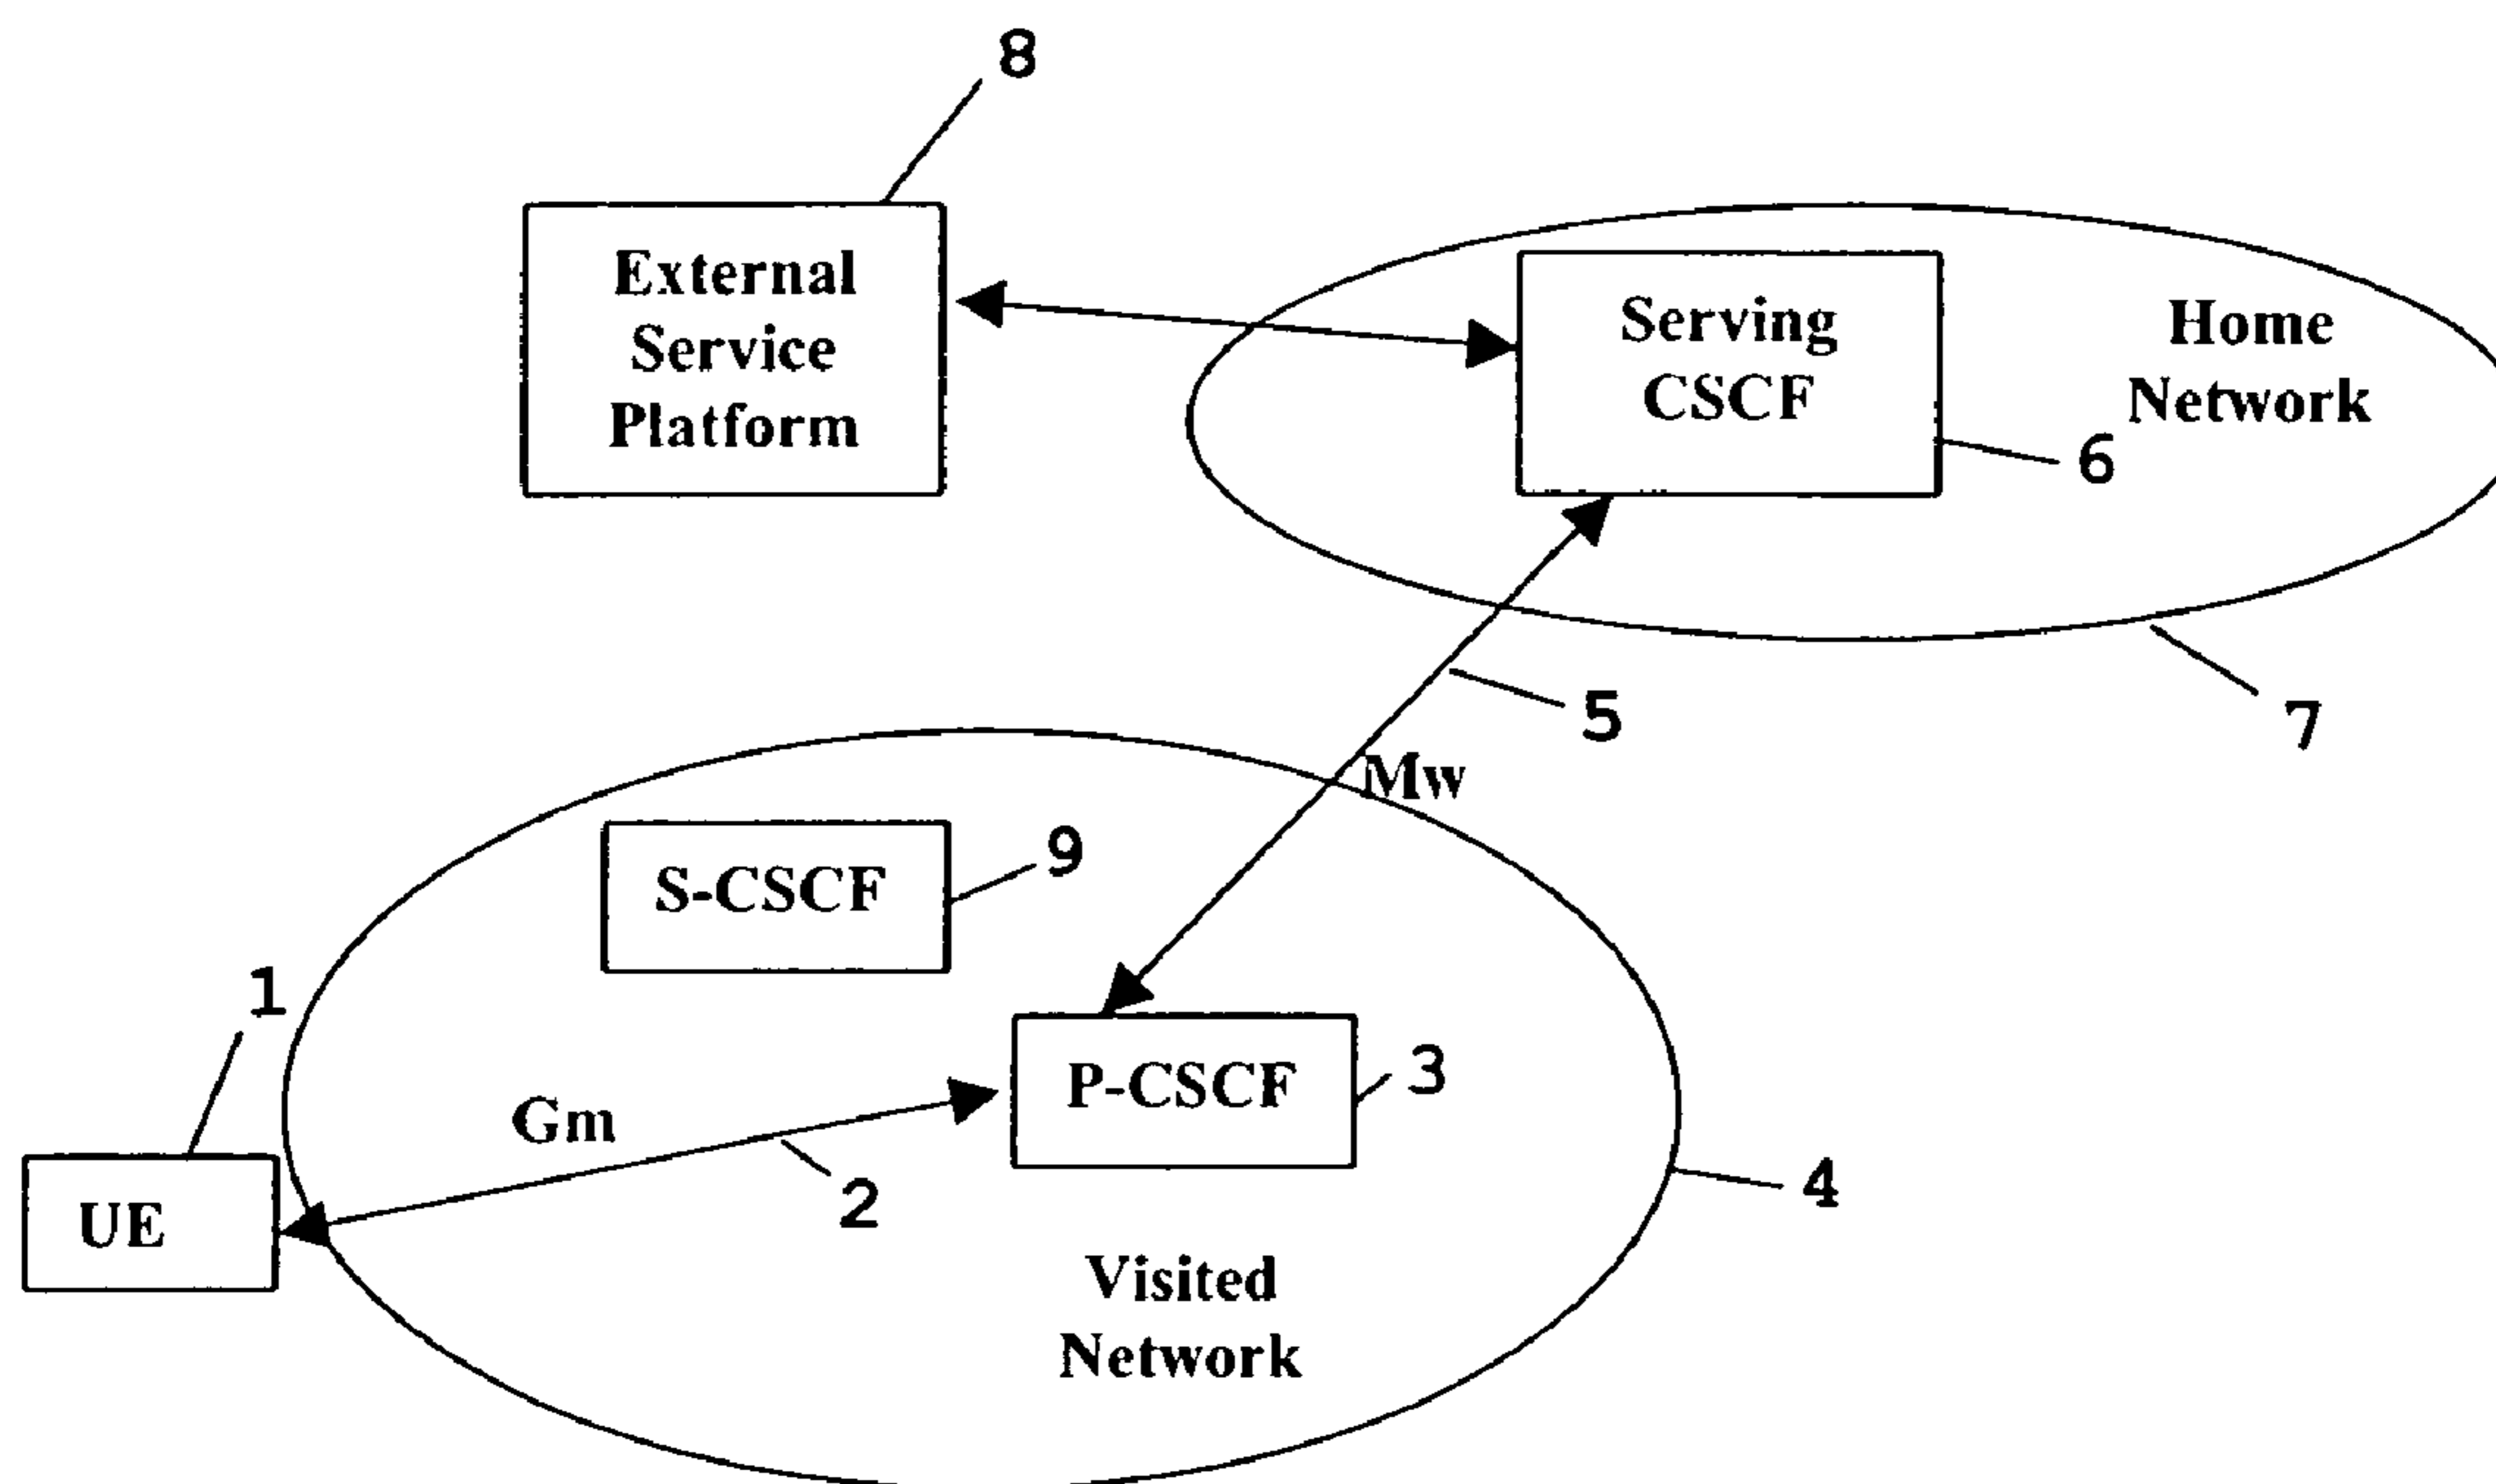 8
External
Service
Platform
Serving
CSCF
Home
Network
6
5
7
Mw
S-CSCF
9
1
P-CSCF
3
Gm
2
UE
4
Visited
Network